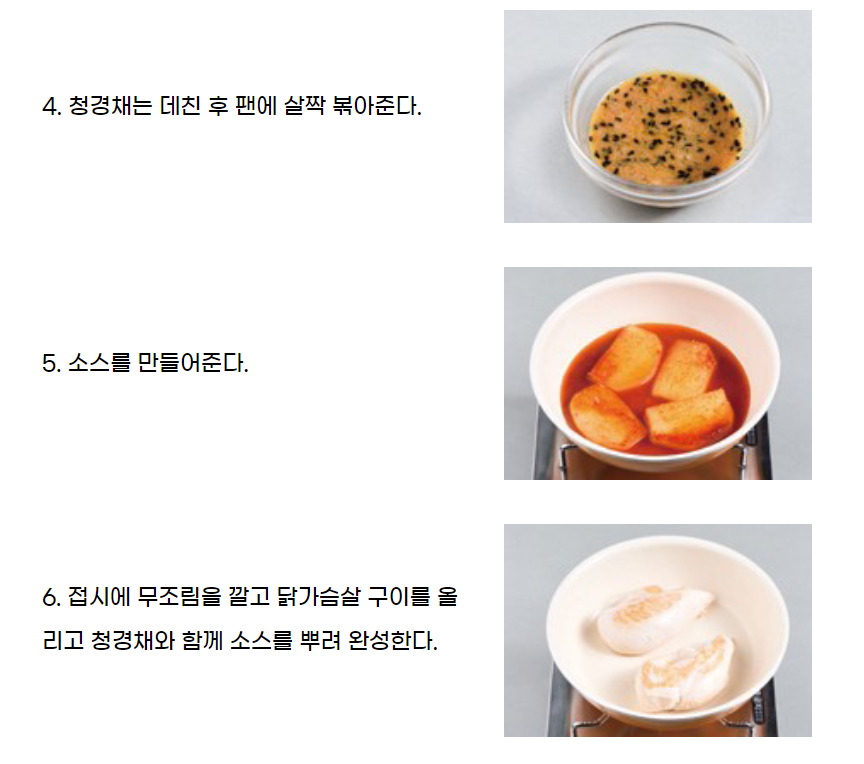 4. 청경채는 데친 후 팬에 살짝 볶아준다.
5. 소스를 만들어준다.
6. 접시에 무조림을 깔고 닭가슴살 구이를 올
리고 청경채와 함께 소스를 뿌려 완성한다.